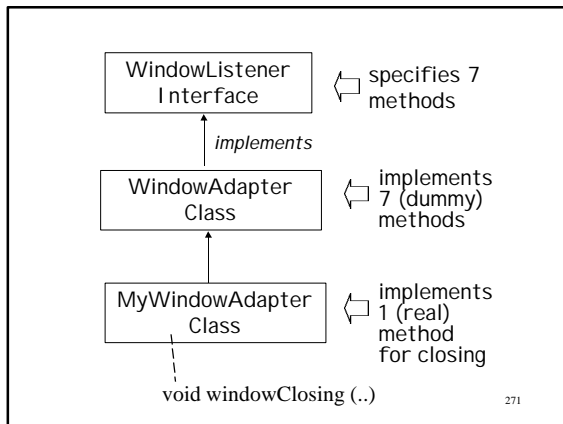 WindowListener
Interface
specifies 7
methods
implements
WindowAdapter
Class
implements
7 (dummy)
methods
MyWindowAdapter
Class
implements
1 (real)
method
for closing
void windowClosing (..)
271